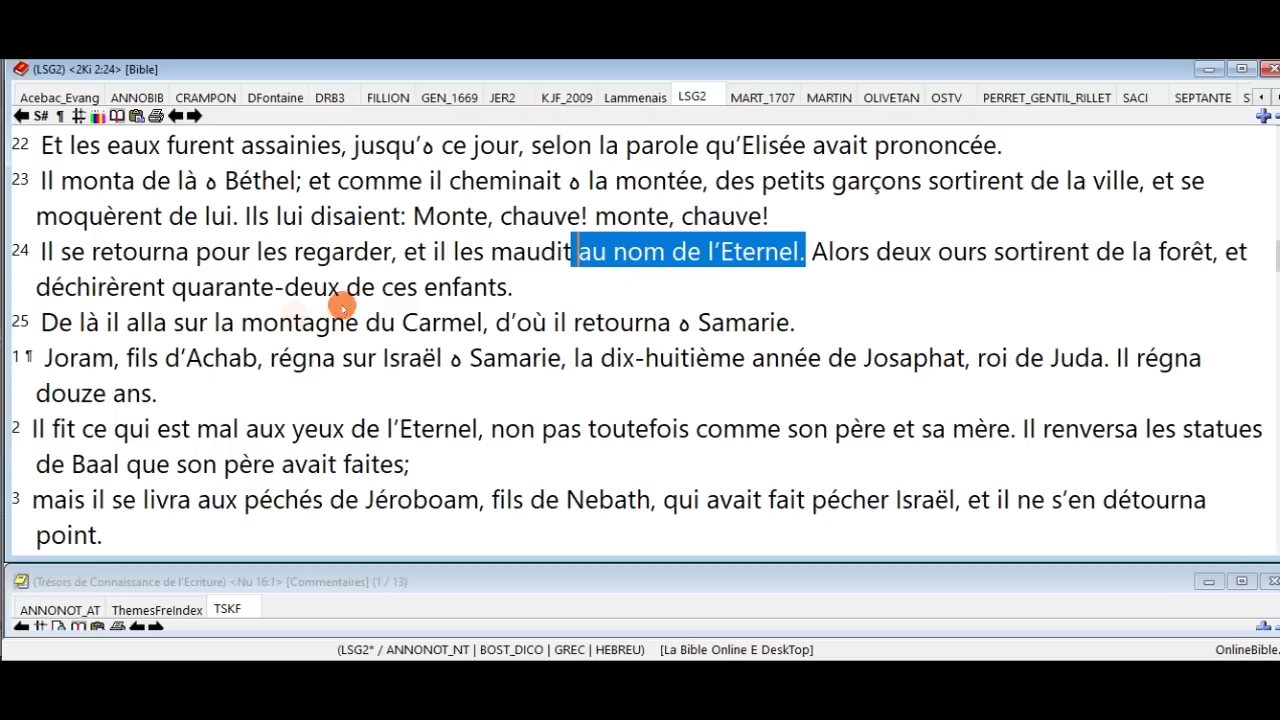 (LSG2) <2Ki 2:24> [Bible]
Acebac_Evang ANNOBIB CRAMPON DFontaine DRB3 FILLION GEN_1669 JER2 KJF_2009 Lammenais LSG2 MART_1707 MARTIN OLIVETAN OSTV PERRET_GENTIL_RILLET SACI SEPTANTE S
S# ¶
22 Et les eaux furent assainies, jusqu’ه ce jour, selon la parole qu’Elisée avait prononcée.
23 Il monta de là ه Béthel; et comme il cheminait ه la montée, des petits garçons sortirent de la ville, et se
moquèrent de lui. Ils lui disaient: Monte, chauve! monte, chauve!
24 Il se retourna pour les regarder, et il les maudit au nom de l’Eternel. Alors deux ours sortirent de la forêt, et
déchirèrent quarante-deux de ces enfants.
25 De là il alla sur la montagne du Carmel, d’où il retourna ه Samarie.
1 ¶ Joram, fils d’Achab, régna sur Israël ه Samarie, la dix-huitième année de Josaphat, roi de Juda. Il régna
douze ans.
2 Il fit ce qui est mal aux yeux de l’Eternel, non pas toutefois comme son père et sa mère. Il renversa les statues
de Baal que son père avait faites;
3 mais il se livra aux péchés de Jéroboam, fils de Nebath, qui avait fait pécher Israël, et il ne s’en détourna
point.
(Trésors de Connaissance de l'Ecriture) <Nu 16:1> [Commentaires] (1 / 13)
ANNONOT_AT ThemesFreIndex TSKF
(LSG2* / ANNONOT_NT | BOST_DICO | GREC | HEBREU) [La Bible Online E DeskTop] OnlineBible.